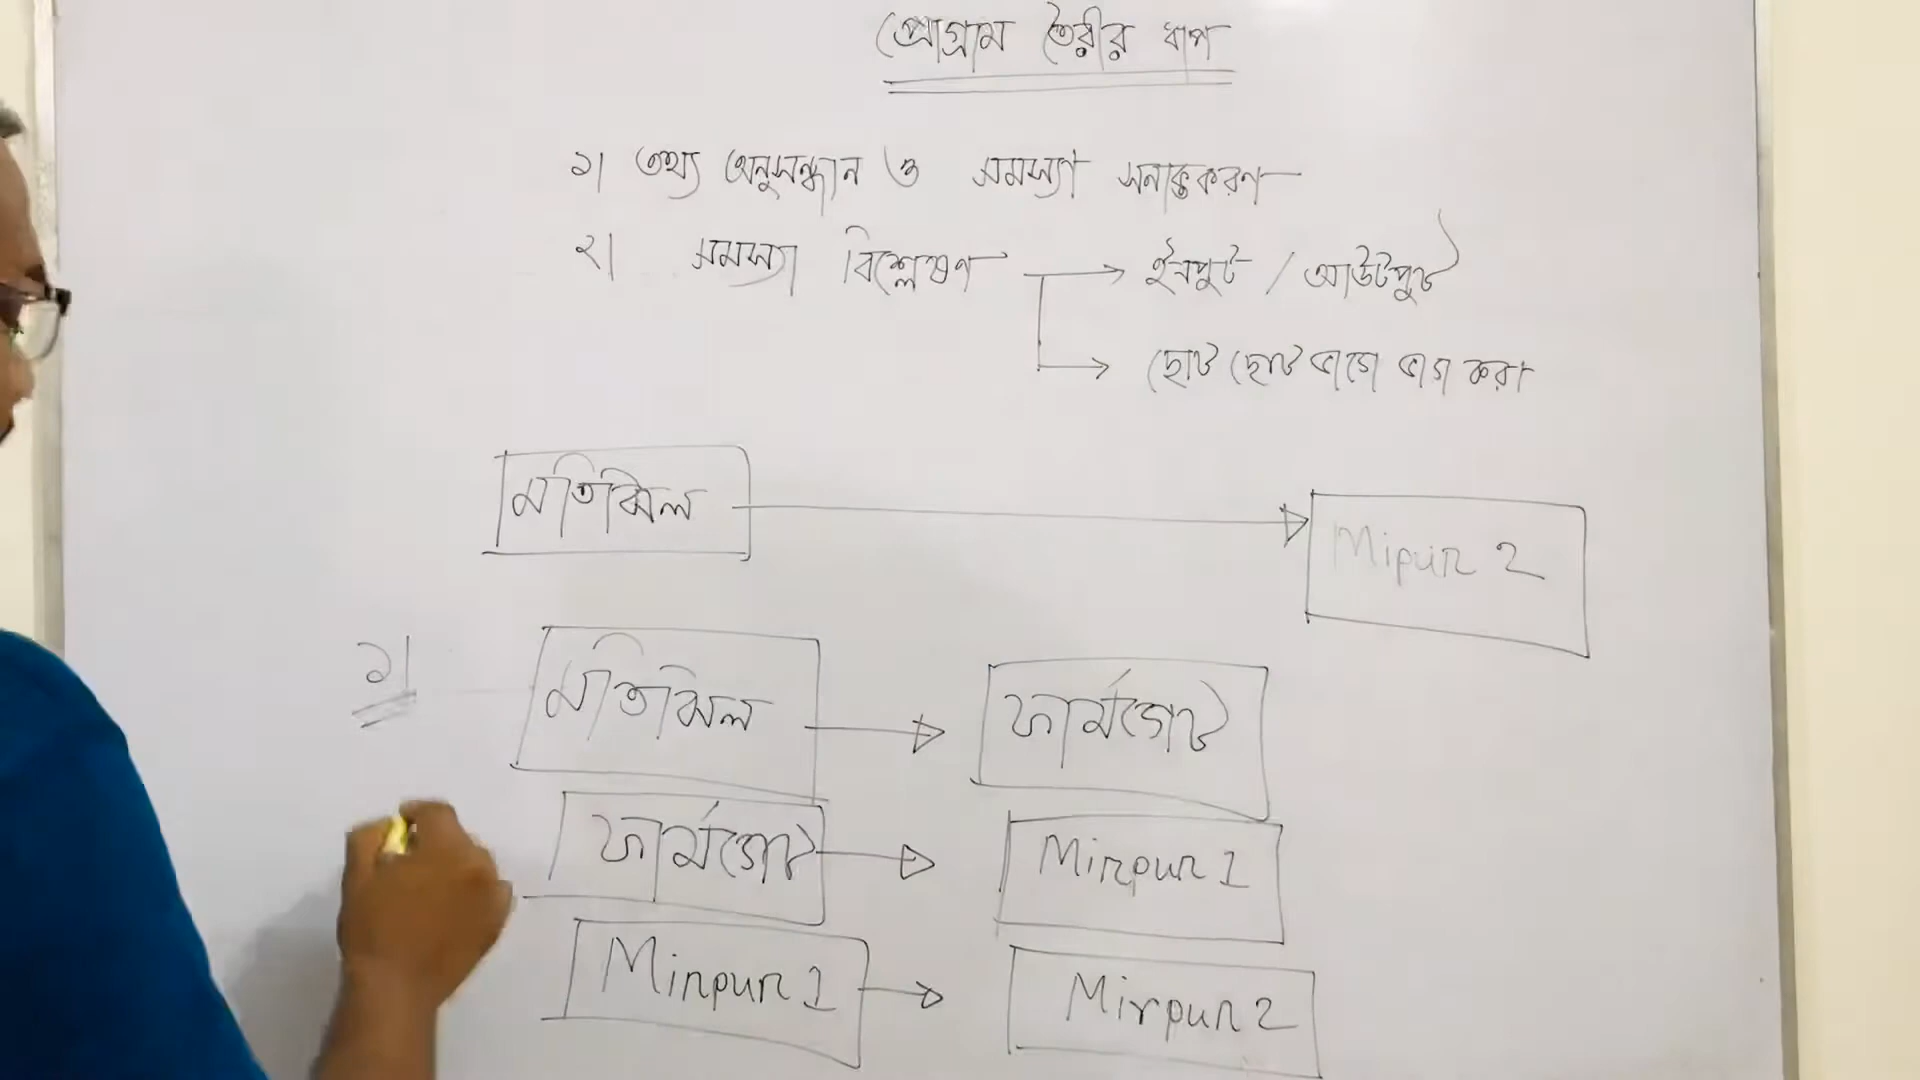 প্রোগ্রাম তৈরীর ধাপ
১। তথ্য অনুসন্ধান ও সমস্যা সনাক্তকরণ
২। সমস্যা বিশ্লেষণ → ইনপুট / আউটপুট
→ ছোট ছোট ভাগে ভাগ করা
মতিঝিল → Mipur 2
১। মতিঝিল → ফার্মগেট
ফার্মগেট → Mirpur 1
Mirpur 1 → Mirpur 2